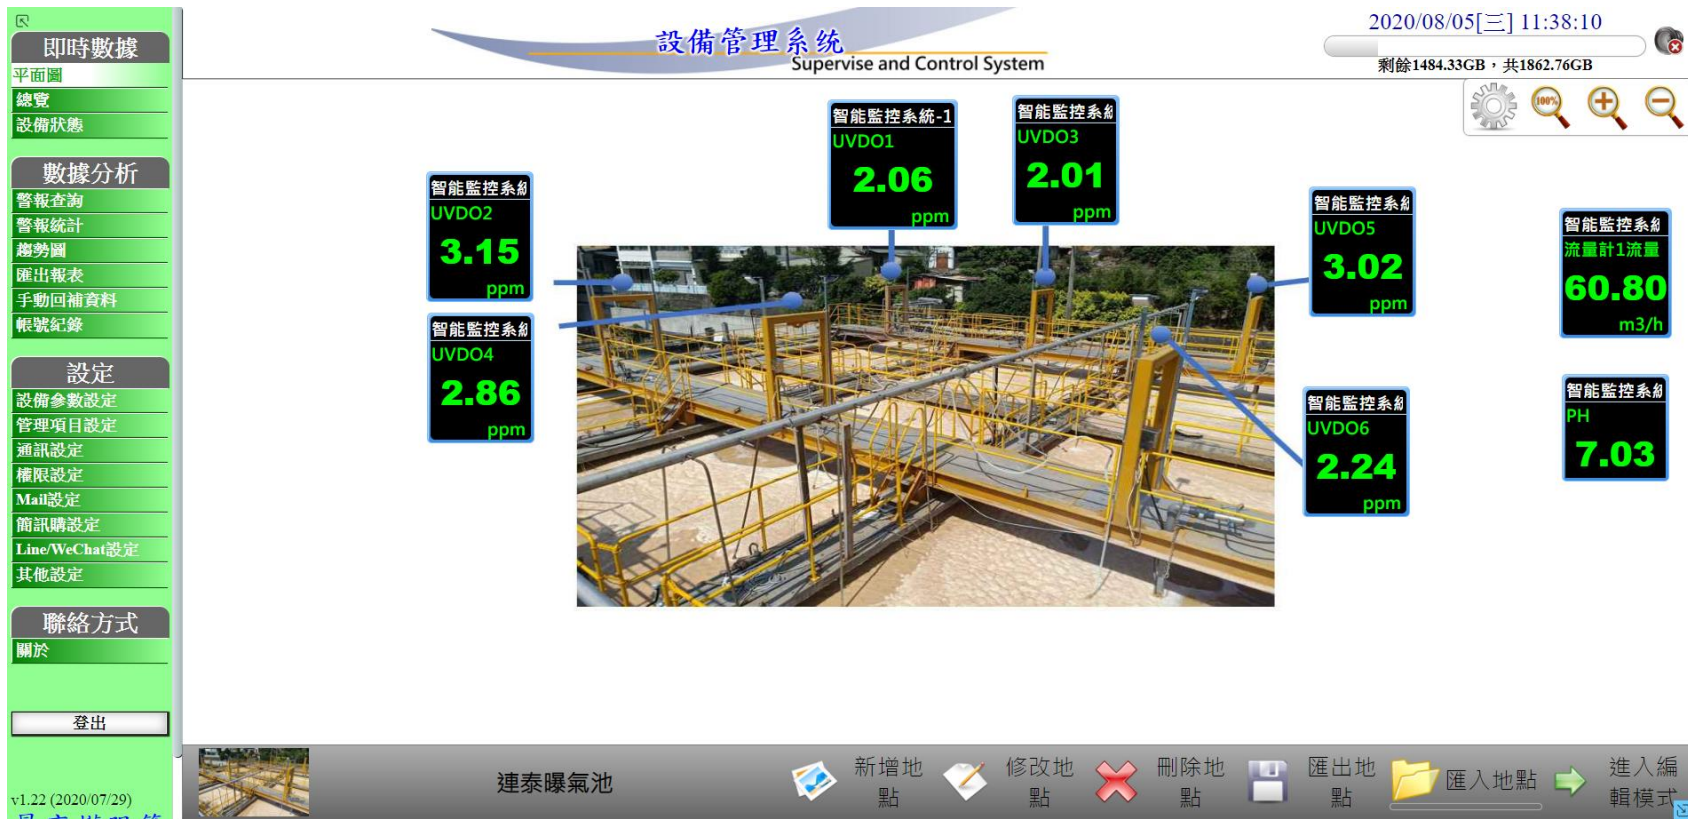 即時數據
平面圖
總覽
設備狀態
數據分析
警報查詢
警報統計
趨勢圖
匯出報表
手動回補資料
帳號紀錄
設定
設備參數設定
管理項目設定
通訊設定
權限設定
Mail設定
簡訊購設定
Line/WeChat設定
其他設定
聯絡方式
關於
登出
v1.22 (2020/07/29)
設備管理系统
Supervise and Control System
2020/08/05[三] 11:38:10
剩餘1484.33GB，共1862.76GB
100%
智能監控系統-1
UVDO1
2.06
ppm
智能監控系統
UVDO3
2.01
ppm
智能監控系統
UVDO2
3.15
ppm
智能監控系統
UVDO4
2.86
ppm
智能監控系統
UVDO5
3.02
ppm
智能監控系統
UVDO6
2.24
ppm
智能監控系統
流量計1流量
60.80
m3/h
智能監控系統
PH
7.03
連泰曝氣池
新增地
點
修改地
點
刪除地
點
匯出地
點
匯入地點
進入編
輯模式